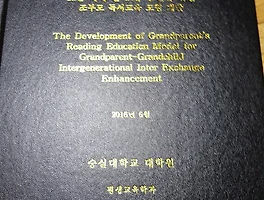 조부모 독서교육 모형 개발
The Development of Grandparent's
Reading Education Model for
Grandparent-Grandchild
Intergenerational Inter Exchange
Enhancement
2016년 6월
숭실대학교 대학원
평생교육학과